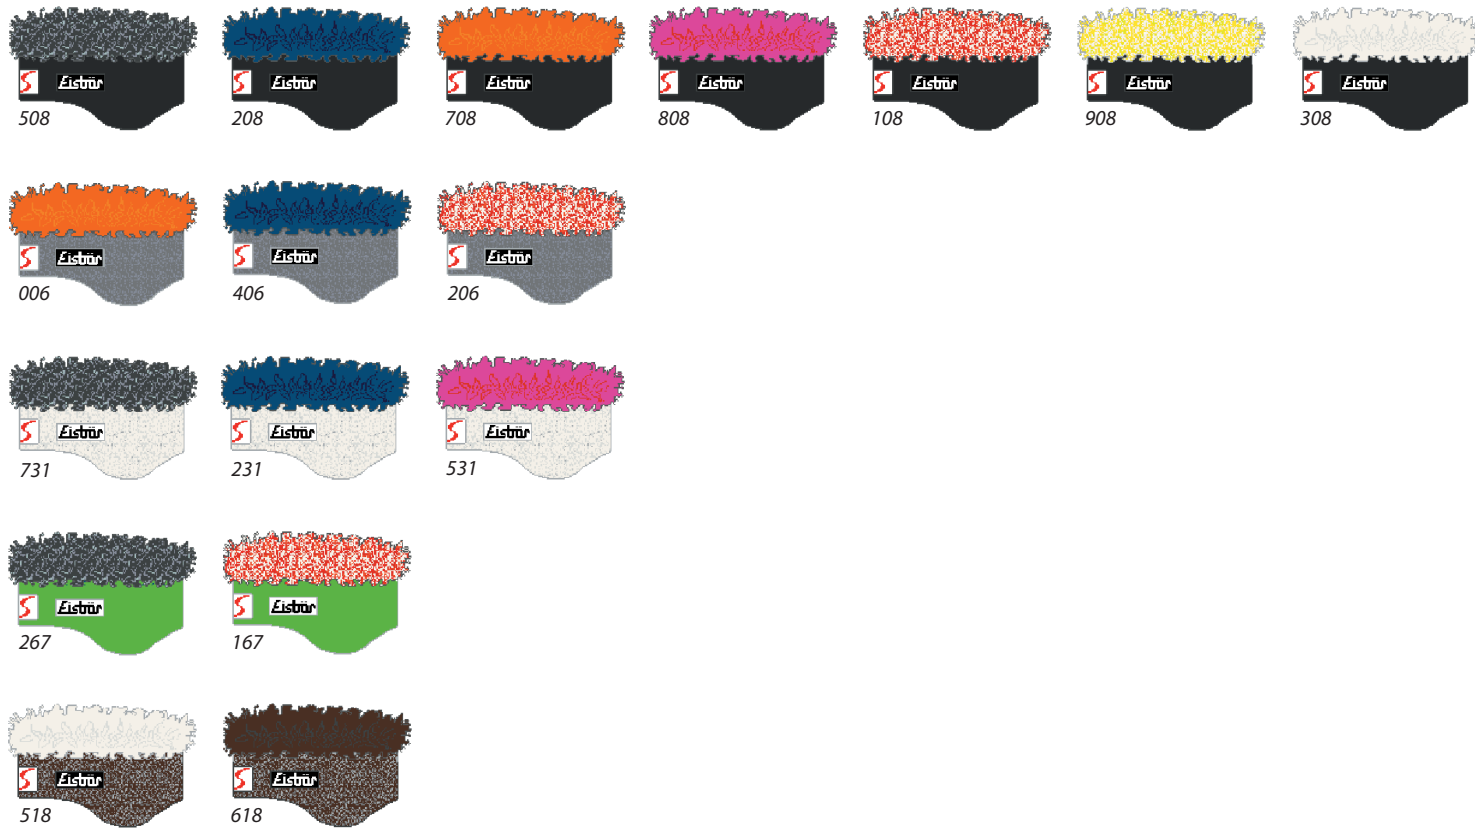 Eisbär Eisbär Eisbär Eisbär Eisbär Eisbär Eisbär
508 208 708 808 108 908 308
Eisbär Eisbär Eisbär
006 406 206
Eisbär Eisbär Eisbär
731 231 531
Eisbär Eisbär
267 167
Eisbär Eisbär
518 618